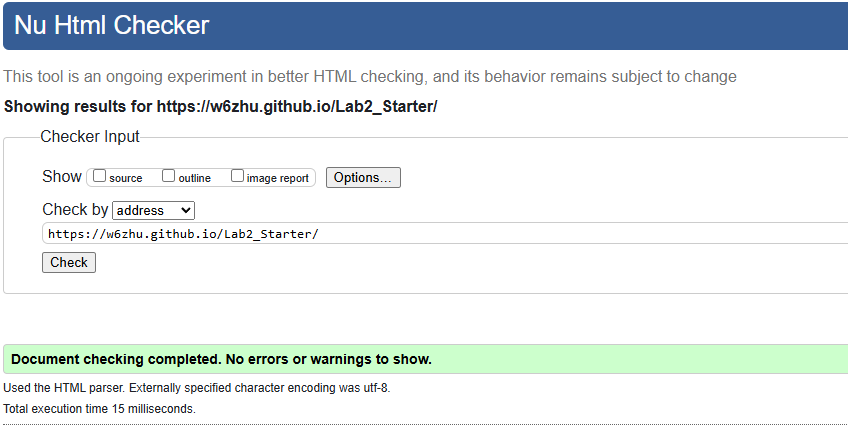 Nu Html Checker
This tool is an ongoing experiment in better HTML checking, and its behavior remains subject to change
Showing results for https://w6zhu.github.io/Lab2_Starter/
Checker Input
Show source outline image report Options...
Check by address
https://w6zhu.github.io/Lab2_Starter/
Check
Document checking completed. No errors or warnings to show.
Used the HTML parser. Externally specified character encoding was utf-8.
Total execution time 15 milliseconds.